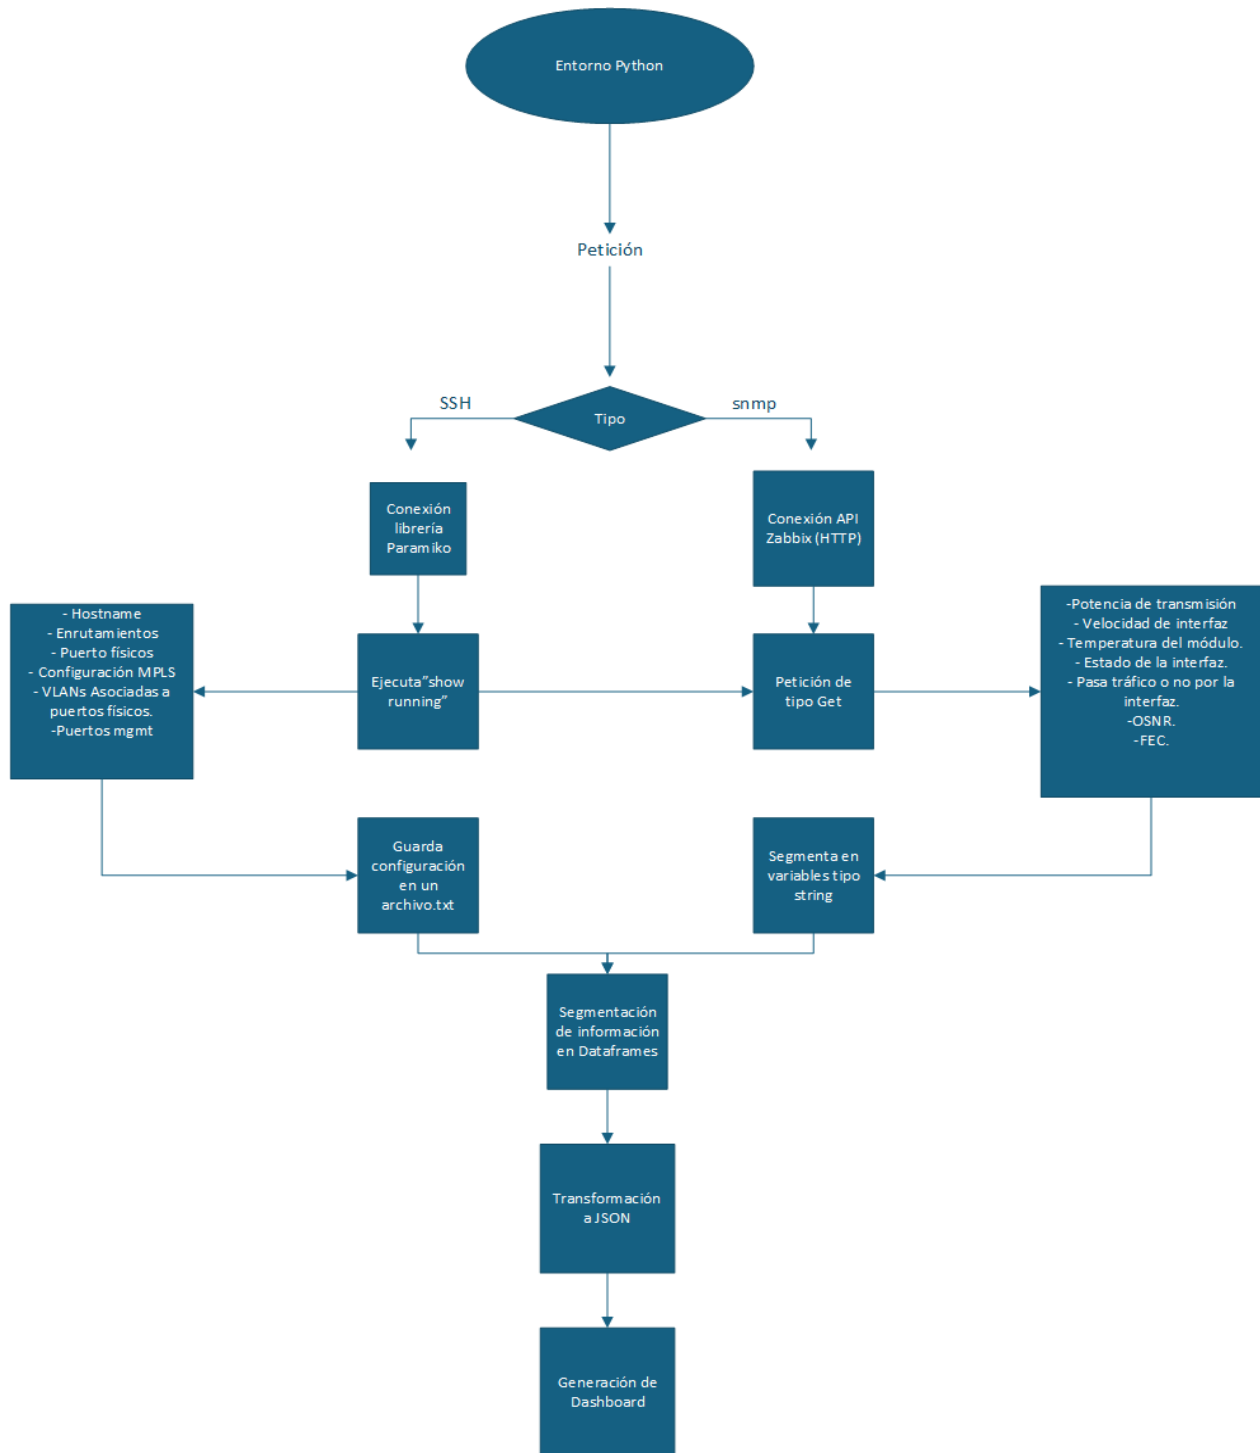 Entorno Python
Petición
SSH
Tipo
snmp
Conexión
librería
Paramiko
Conexión API
Zabbix (HTTP)
- Hostname
- Enrutamientos
- Puerto físicos
- Configuración MPLS
- VLANs Asociadas a
puertos físicos.
-Puertos mgmt
Ejecuta”show
running”
Petición de
tipo Get
-Potencia de transmisión
- Velocidad de interfaz
- Temperatura del módulo.
- Estado de la interfaz.
- Pasa tráfico o no por la
interfaz.
-OSNR.
-FEC.
Guarda
configuración
en un
archivo.txt
Segmenta en
variables tipo
string
Segmentación
de información
en Dataframes
Transformación
a JSON
Generación de
Dashboard